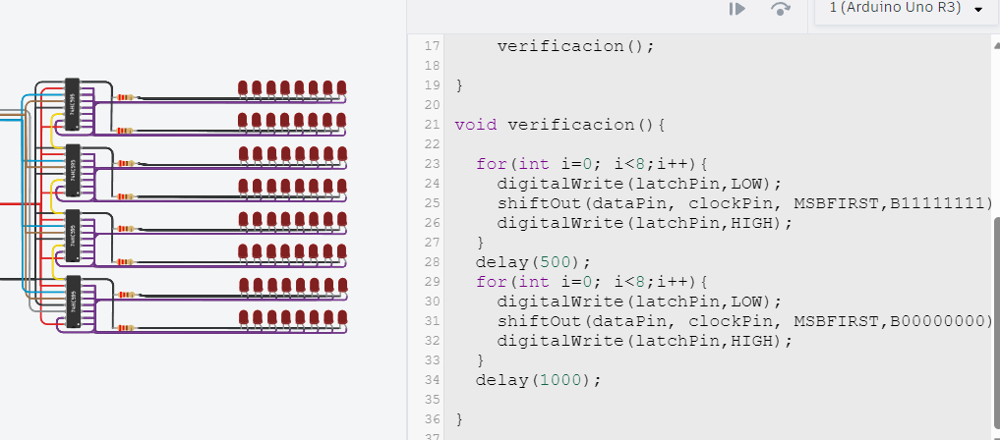 1 (Arduino Uno R3)
74HC595
74HC595
74HC595
74HC595
17 verificacion();
18
19 }
20
21 void verificacion(){
22
23 for(int i=0; i<8;i++){
24 digitalWrite(latchPin,LOW);
25 shiftOut(dataPin, clockPin, MSBFIRST,B11111111)
26 digitalWrite(latchPin,HIGH);
27 }
28 delay(500);
29 for(int i=0; i<8;i++){
30 digitalWrite(latchPin,LOW);
31 shiftOut(dataPin, clockPin, MSBFIRST,B00000000)
32 digitalWrite(latchPin,HIGH);
33 }
34 delay(1000);
35
36 }
37